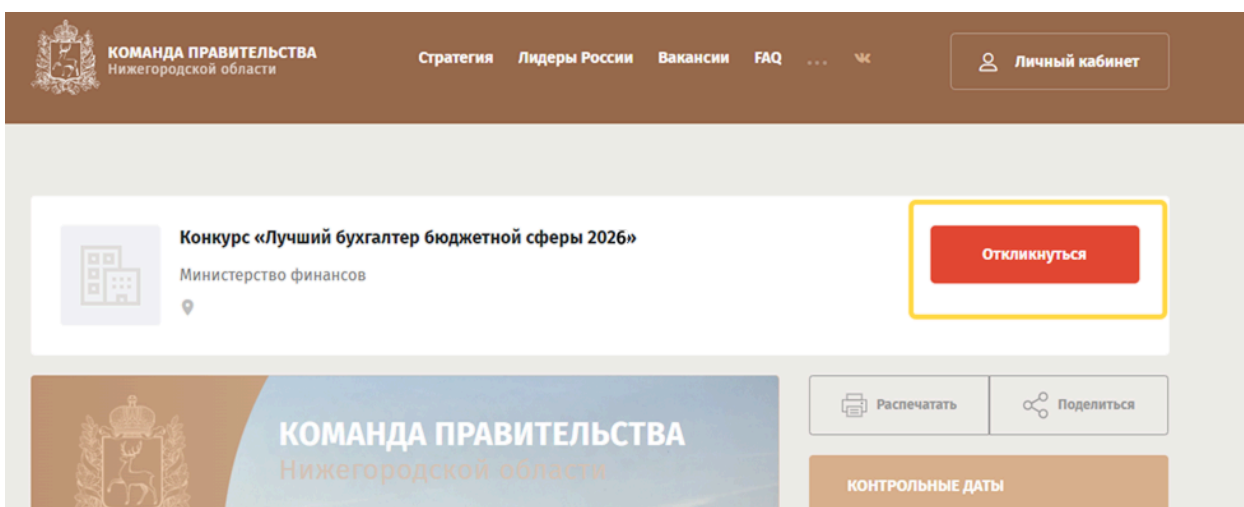 КОМАНДА ПРАВИТЕЛЬСТВА
Нижегородской области
Стратегия Лидеры России Вакансии FAQ ...
Личный кабинет
Конкурс «Лучший бухгалтер бюджетной сферы 2026»
Министерство финансов
Откликнуться
КОМАНДА ПРАВИТЕЛЬСТВА
Нижегородской области
Распечатать Поделиться
КОНТРОЛЬНЫЕ ДАТЫ